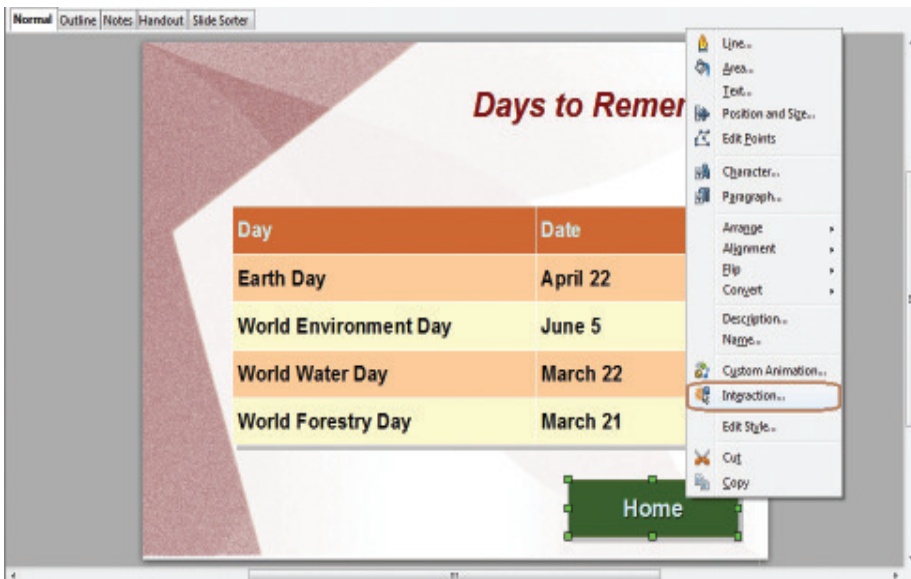 Normal Outline Notes Handout Slide Sorter
Days to Remem
Day Date
Earth Day April 22
World Environment Day June 5
World Water Day March 22
World Forestry Day March 21
Home
Line...
Area...
Text...
Position and Size...
Edit Points
Character...
Paragraph...
Arrange
Alignment
Flip
Convert
Description...
Name...
Custom Animation...
Interaction...
Edit Style...
Cut
Copy